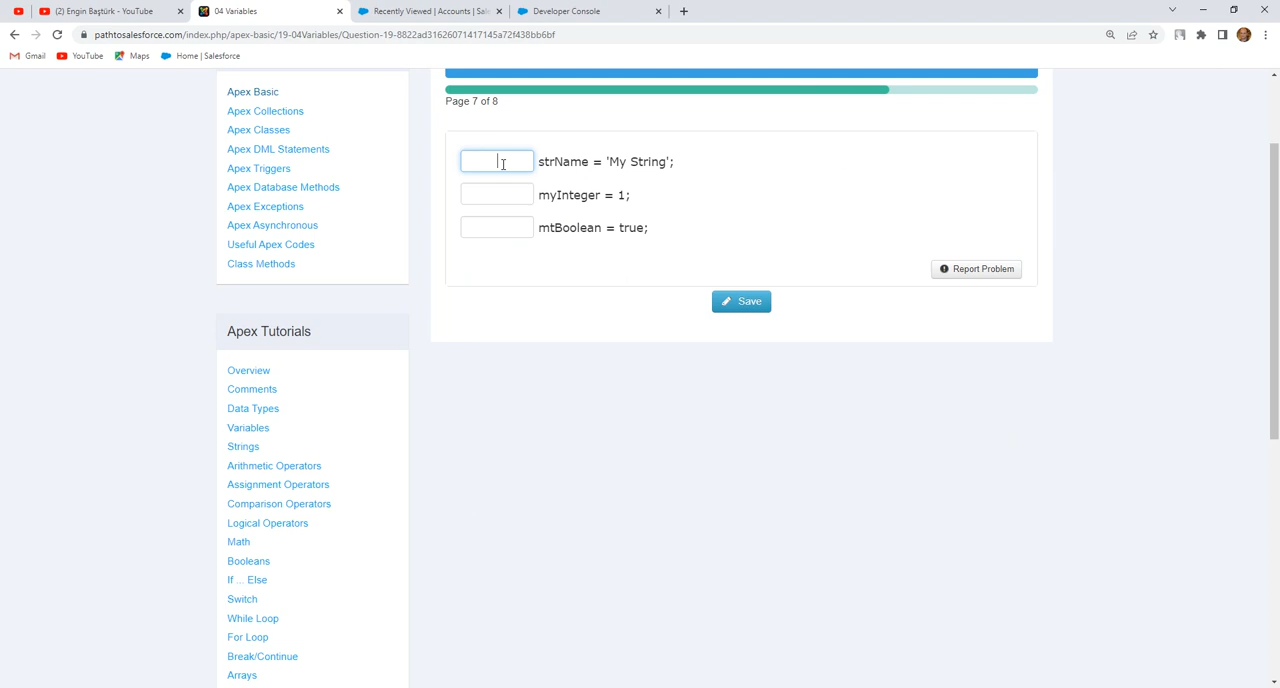 (2) Engin Baştürk - YouTube
04 Variables
Recently Viewed | Accounts | Sale
Developer Console
pathtosalesforce.com/index.php/apex-basic/19-04Variables/Question-19-8822ad31626071417145a72f438bb6bf
Gmail
YouTube
Maps
Home | Salesforce
Apex Basic
Apex Collections
Apex Classes
Apex DML Statements
Apex Triggers
Apex Database Methods
Apex Exceptions
Apex Asynchronous
Useful Apex Codes
Class Methods
Apex Tutorials
Overview
Comments
Data Types
Variables
Strings
Arithmetic Operators
Assignment Operators
Comparison Operators
Logical Operators
Math
Booleans
If ... Else
Switch
While Loop
For Loop
Break/Continue
Arrays
Page 7 of 8
strName = 'My String';
myInteger = 1;
mtBoolean = true;
Report Problem
Save